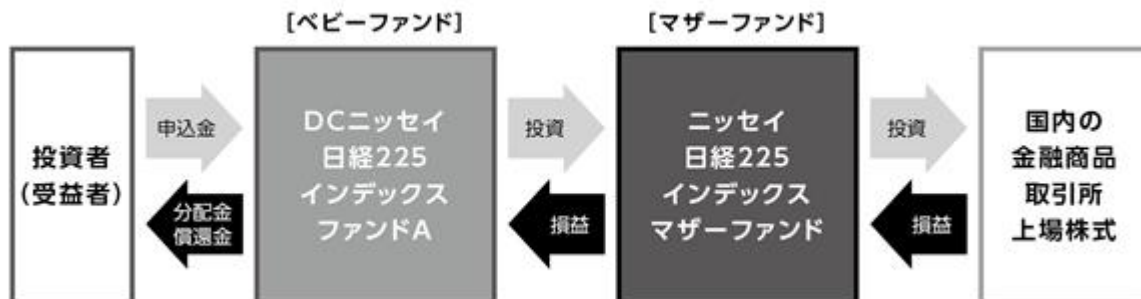 [ベビーファンド]
[マザーファンド]
投資者
(受益者)
申込金
分配金
償還金
DCニッセイ
日経225
インデックス
ファンドA
投資
損益
ニッセイ
日経225
インデックス
マザーファンド
投資
損益
国内の
金融商品
取引所
上場株式